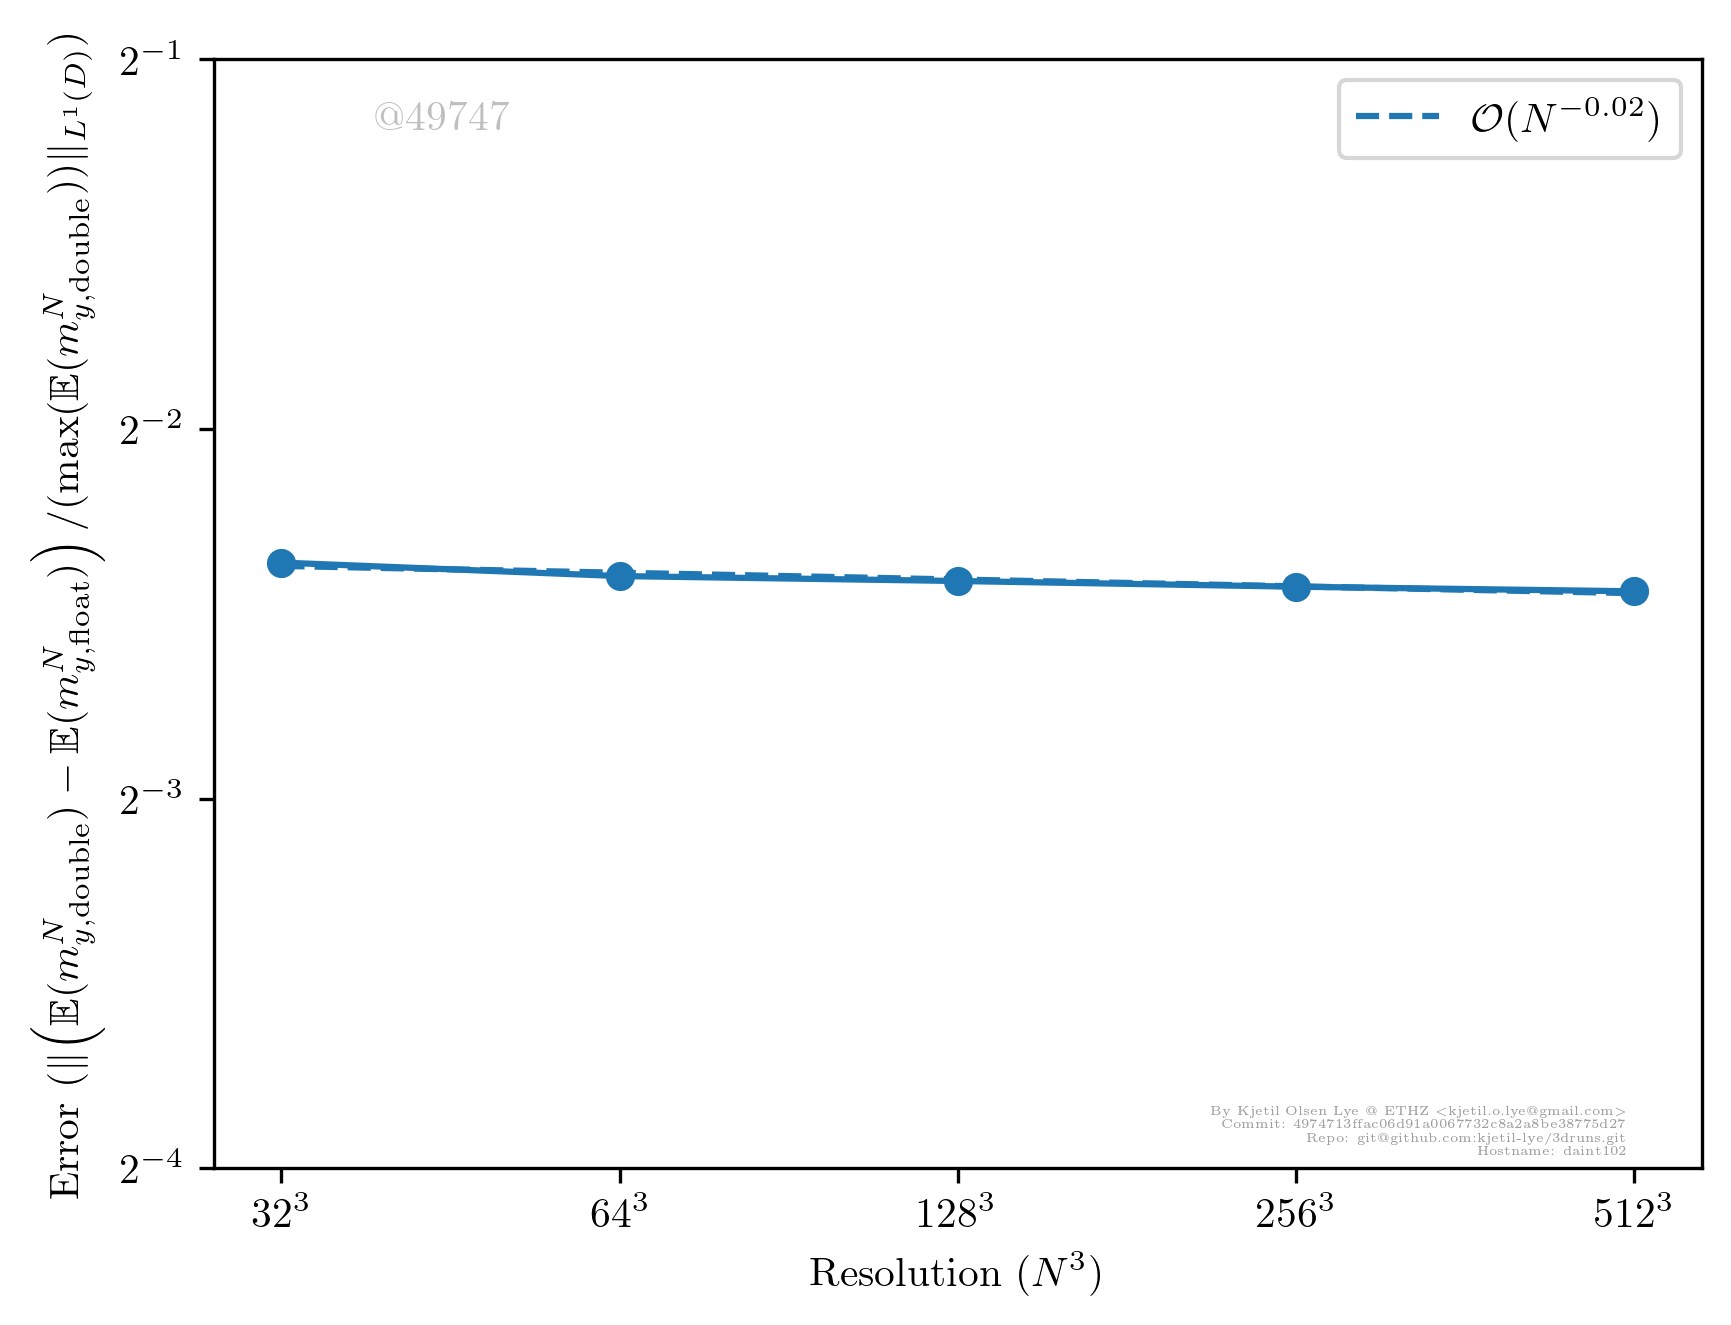 Error (‖(𝔼(m^N_{y,double}) − 𝔼(m^N_{y,float})) /(max(𝔼(m^N_{y,double}))‖_{L^1(D)})
2^{-1}
@49747
𝒪(N^{-0.02})
2^{-2}
2^{-3}
2^{-4}
By Kjetil Olsen Lye @ ETHZ <kjetil.o.lye@gmail.com>
Commit: 4974713ffac06d91a0067732c8a2a8be38775d27
Repo: git@github.com:kjetil-lye/3druns.git
Hostname: daint102
32^3 64^3 128^3 256^3 512^3
Resolution (N^3)